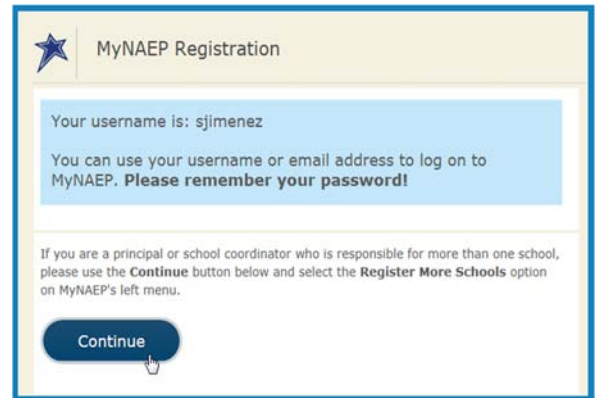 MyNAEP Registration
Your username is: sjimenez
You can use your username or email address to log on to
MyNAEP. Please remember your password!
If you are a principal or school coordinator who is responsible for more than one school,
please use the Continue button below and select the Register More Schools option
on MyNAEP's left menu.
Continue